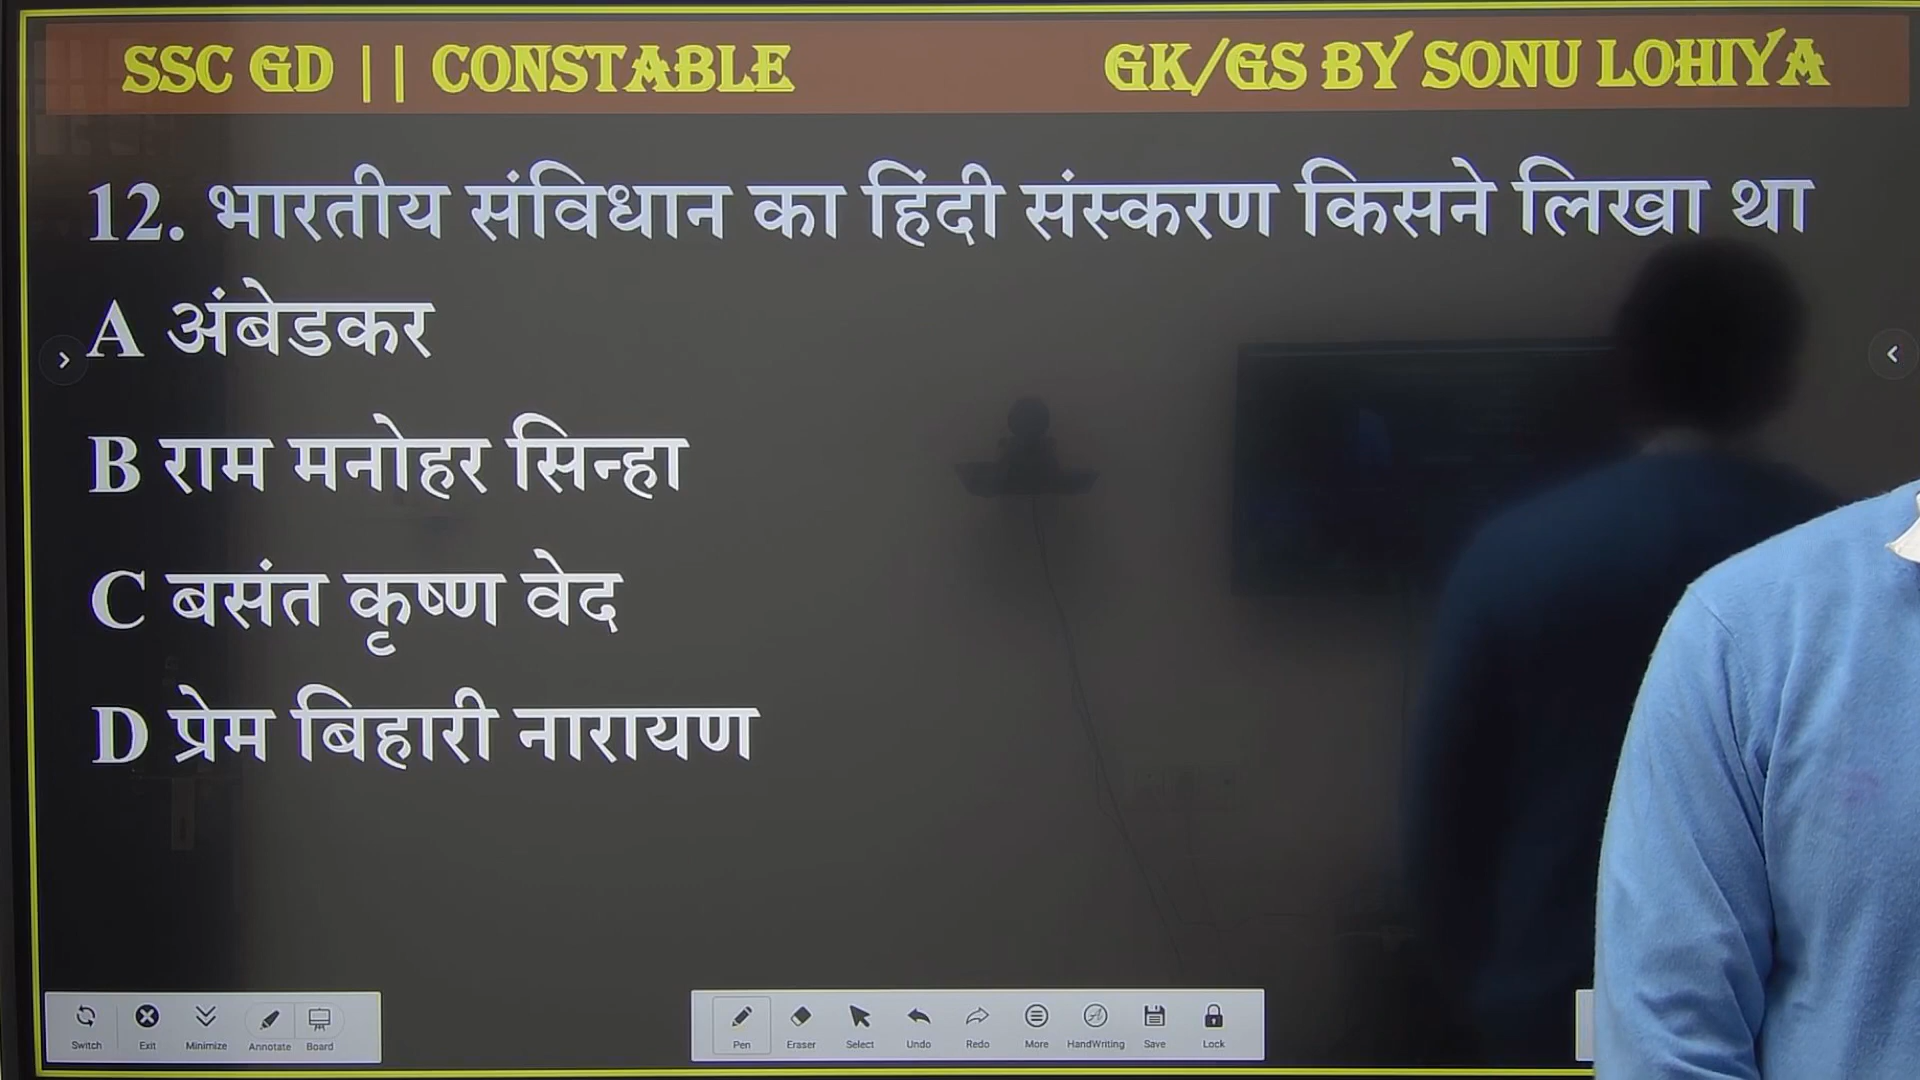 SSC GD || CONSTABLE GK/GS BY SONU LOHIYA
12. भारतीय संविधान का हिंदी संस्करण किसने लिखा था
A अंबेडकर
B राम मनोहर सिन्हा
C बसंत कृष्ण वेद
D प्रेम बिहारी नारायण
Switch Exit Minimize Annotate Board Pen Eraser Select Undo Redo More HandWriting Save Lock